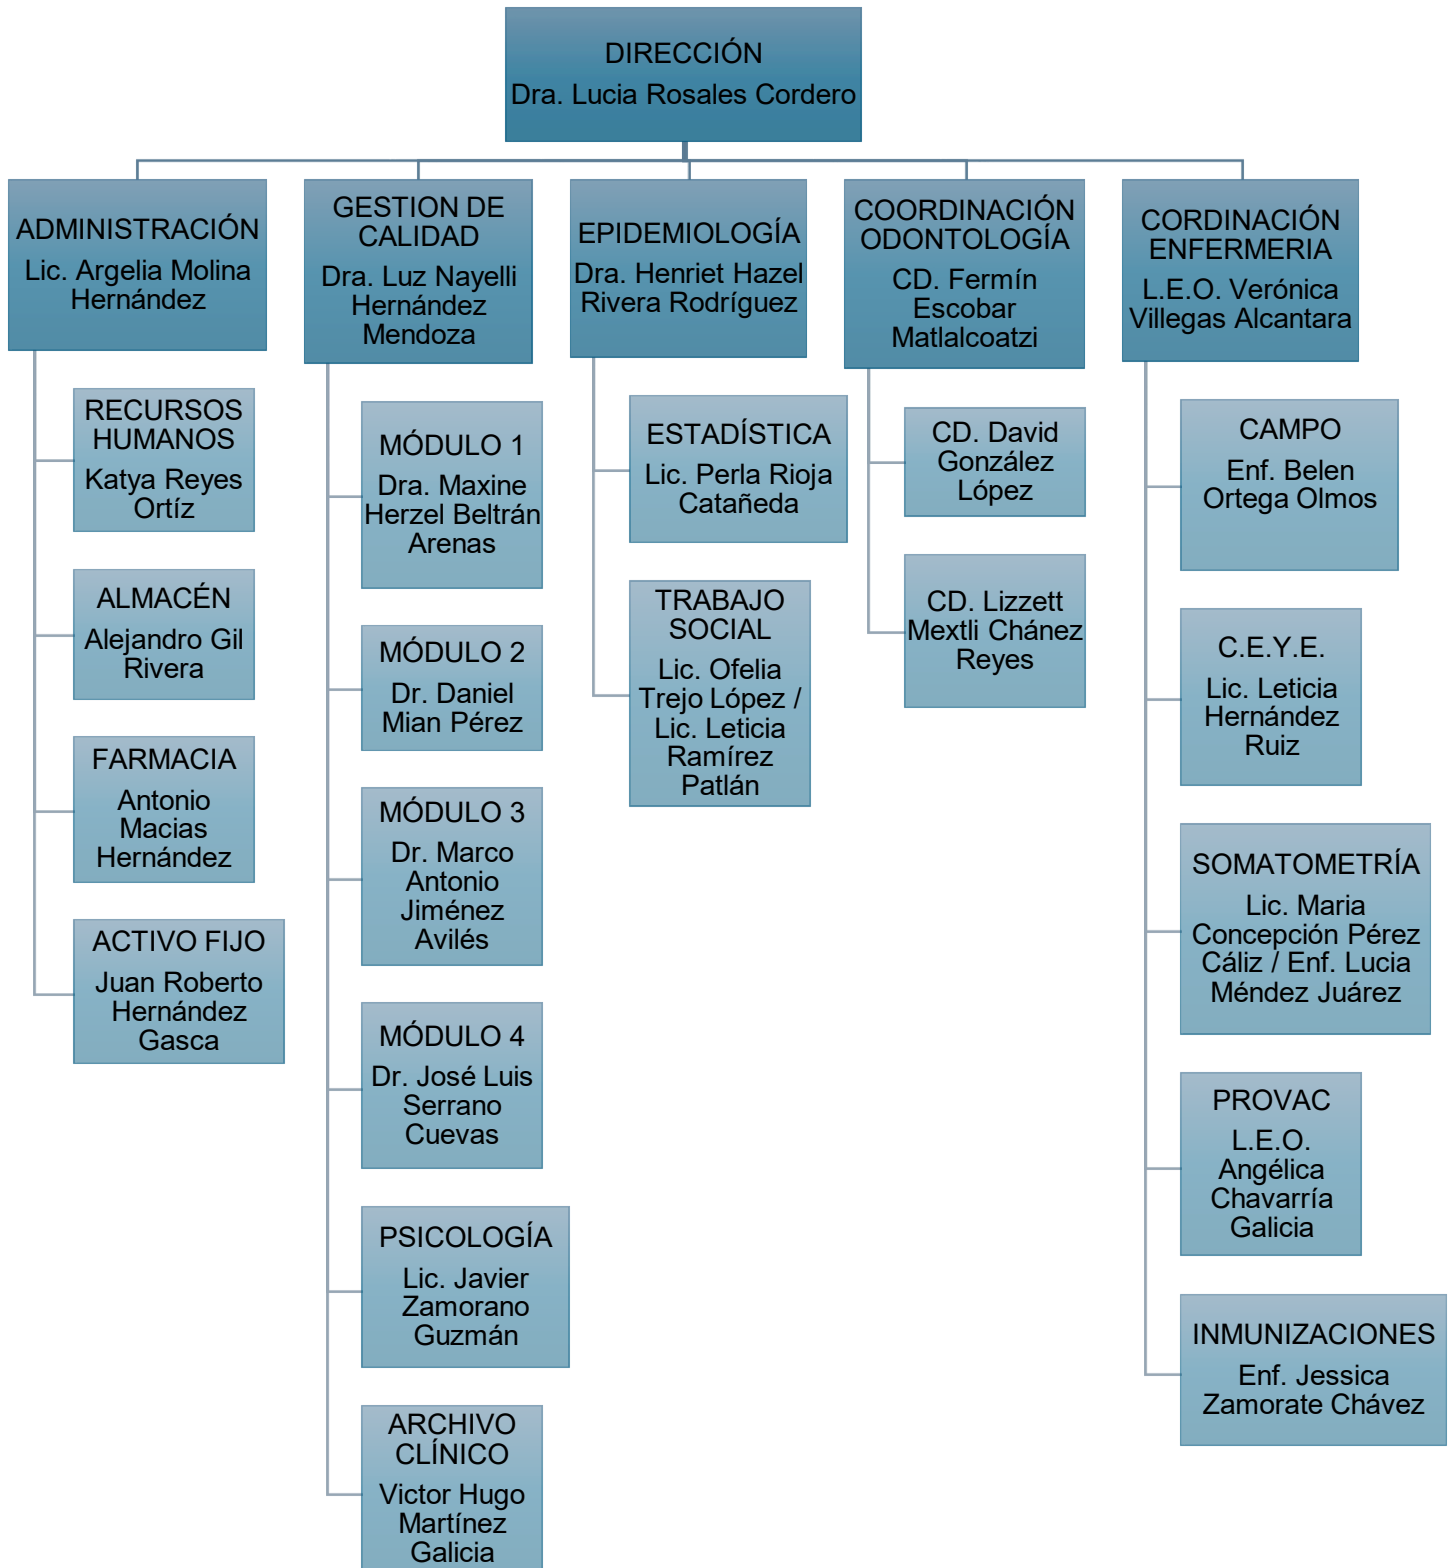 DIRECCIÓN
Dra. Lucia Rosales Cordero
ADMINISTRACIÓN
Lic. Argelia Molina
Hernández
RECURSOS
HUMANOS
Katya Reyes
Ortíz
ALMACÉN
Alejandro Gil
Rivera
FARMACIA
Antonio
Macias
Hernández
ACTIVO FIJO
Juan Roberto
Hernández
Gasca
GESTION DE
CALIDAD
Dra. Luz Nayelli
Hernández
Mendoza
MÓDULO 1
Dra. Maxine
Herzel Beltrán
Arenas
MÓDULO 2
Dr. Daniel
Mian Pérez
MÓDULO 3
Dr. Marco
Antonio
Jiménez
Avilés
MÓDULO 4
Dr. José Luis
Serrano
Cuevas
PSICOLOGÍA
Lic. Javier
Zamorano
Guzmán
ARCHIVO
CLÍNICO
Victor Hugo
Martínez
Galicia
EPIDEMIOLOGÍA
Dra. Henriet Hazel
Rivera Rodríguez
ESTADÍSTICA
Lic. Perla Rioja
Catañeda
TRABAJO
SOCIAL
Lic. Ofelia
Trejo López /
Lic. Leticia
Ramírez
Patlán
COORDINACIÓN
ODONTOLOGÍA
CD. Fermín
Escobar
Matlalcoatzi
CD. David
González
López
CD. Lizzett
Mextli Chánez
Reyes
CORDINACIÓN
ENFERMERIA
L.E.O. Verónica
Villegas Alcantara
CAMPO
Enf. Belen
Ortega Olmos
C.E.Y.E.
Lic. Leticia
Hernández
Ruiz
SOMATOMETRÍA
Lic. Maria
Concepción Pérez
Cáliz / Enf. Lucia
Méndez Juárez
PROVAC
L.E.O.
Angélica
Chavarría
Galicia
INMUNIZACIONES
Enf. Jessica
Zamorate Chávez